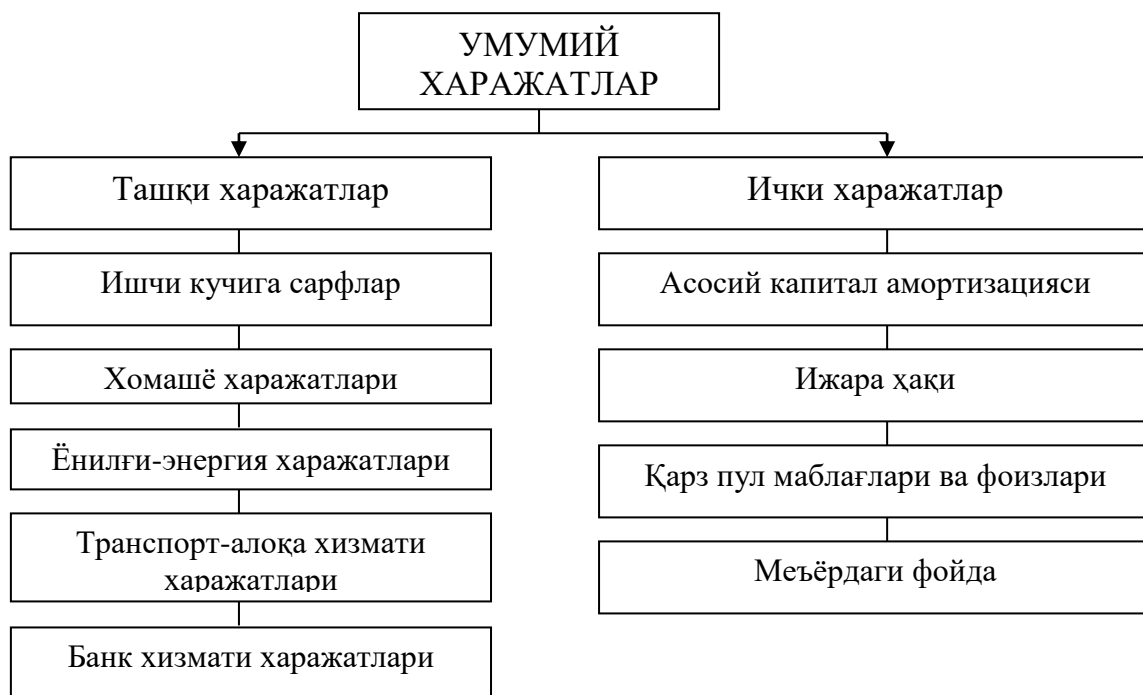 УМУМИЙ
ХАРАЖАТЛАР
Ташқи харажатлар
Ишчи кучига сарфлар
Хомашё харажатлари
Ёнилғи-энергия харажатлари
Транспорт-алоқа хизмати
харажатлари
Банк хизмати харажатлари
Ички харажатлар
Асосий капитал амортизацияси
Ижара ҳақи
Қарз пул маблағлари ва фоизлари
Меъёрдаги фойда